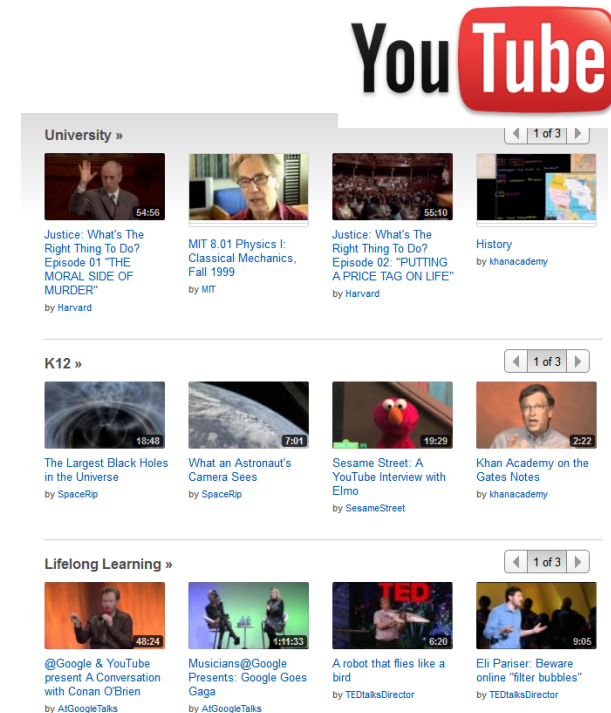 YouTube
University »
1 of 3
54:56
55:10
Justice: What's The
Right Thing To Do?
Episode 01 "THE
MORAL SIDE OF
MURDER"
by Harvard
MIT 8.01 Physics I:
Classical Mechanics,
Fall 1999
by MIT
Justice: What's The
Right Thing To Do?
Episode 02: "PUTTING
A PRICE TAG ON LIFE"
by Harvard
History
by khanacademy
K12 »
1 of 3
18:48
7:01
19:29
2:22
The Largest Black Holes
in the Universe
by SpaceRip
What an Astronaut's
Camera Sees
by SpaceRip
Sesame Street: A
YouTube Interview with
Elmo
by SesameStreet
Khan Academy on the
Gates Notes
by khanacademy
Lifelong Learning »
1 of 3
48:24
1:11:33
TED
6:20
9:05
@Google & YouTube
present A Conversation
with Conan O'Brien
by AtGoogleTalks
Musicians@Google
Presents: Google Goes
Gaga
by AtGoogleTalks
A robot that flies like a
bird
by TEDtalksDirector
Eli Pariser: Beware
online "filter bubbles"
by TEDtalksDirector